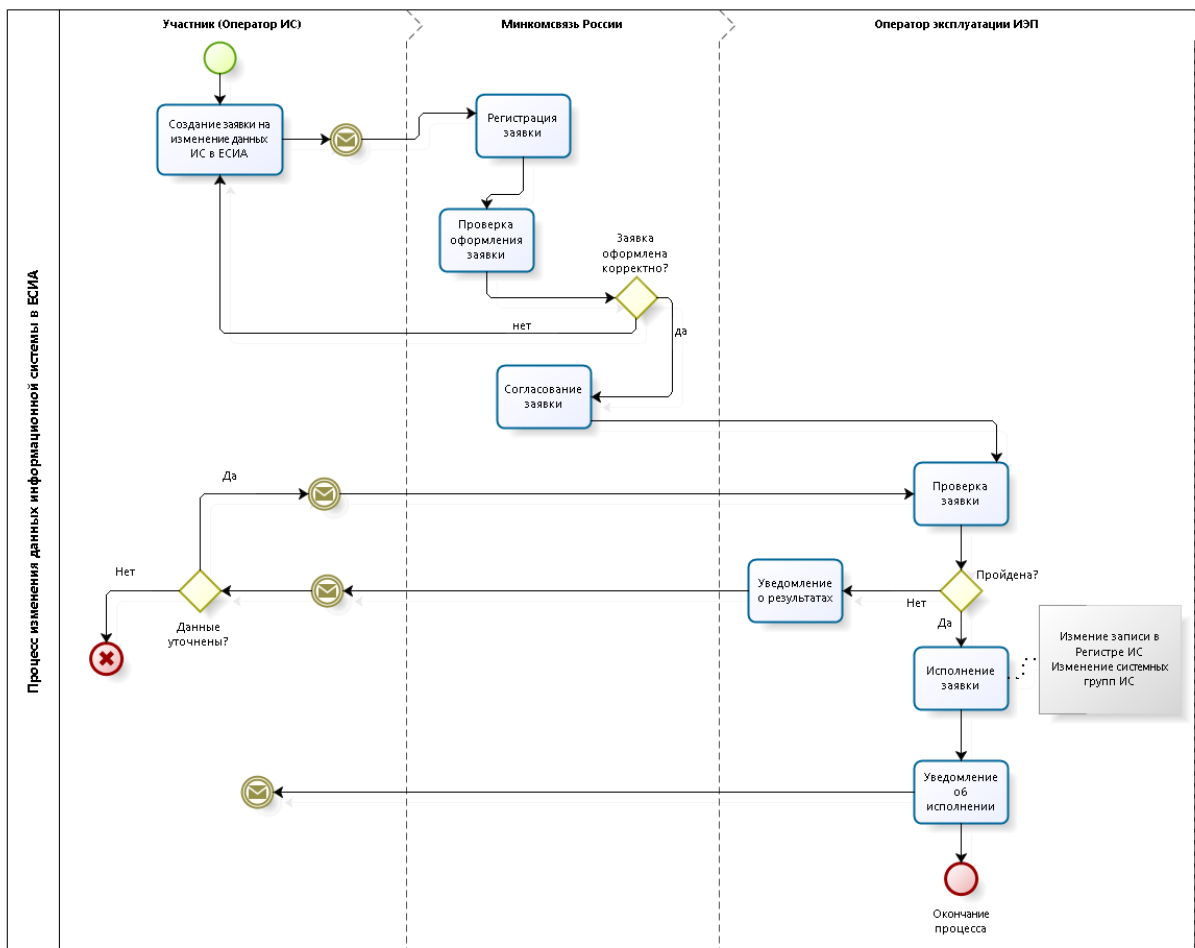 Процесс изменения данных информационной системы в ЕСИА
Участник (Оператор ИС)
Минкомсвязь России
Оператор эксплуатации ИЭП
Создание заявки на
изменение данных
ИС в ЕСИА
Регистрация
заявки
Проверка
оформления
заявки
Заявка
оформлена
корректно?
нет
да
Согласование
заявки
Да
Проверка
заявки
Нет
Данные
уточнены?
Уведомление
о результатах
Пройдена?
Нет
Да
Исполнение
заявки
Измение записи в
Регистре ИС
Изменение системных
групп ИС
Уведомление
об
исполнении
Окончание
процесса